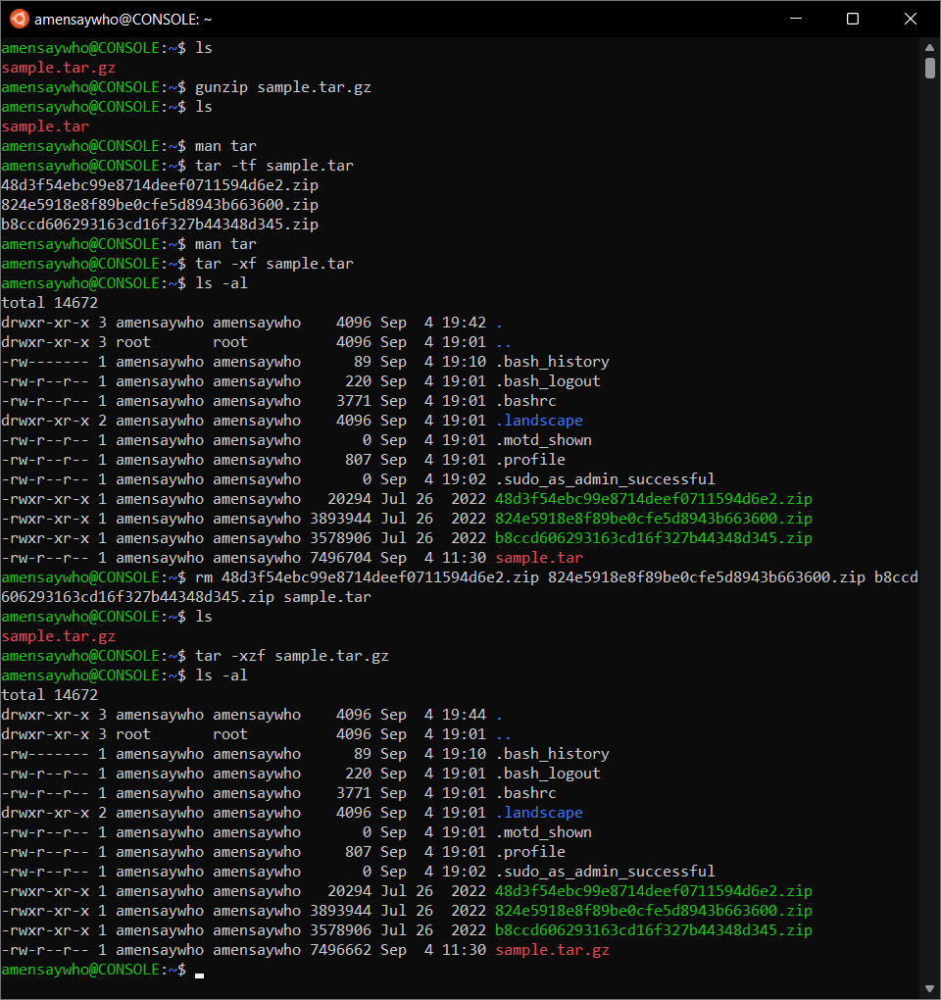 amensaywho@CONSOLE: ~
amensaywho@CONSOLE:~$ ls
sample.tar.gz
amensaywho@CONSOLE:~$ gunzip sample.tar.gz
amensaywho@CONSOLE:~$ ls
sample.tar
amensaywho@CONSOLE:~$ man tar
amensaywho@CONSOLE:~$ tar -tf sample.tar
48d3f54ebc99e8714deef0711594d6e2.zip
824e5918e8f89be0cfe5d8943b663600.zip
b8ccd606293163cd16f327b44348d345.zip
amensaywho@CONSOLE:~$ man tar
amensaywho@CONSOLE:~$ tar -xf sample.tar
amensaywho@CONSOLE:~$ ls -al
total 14672
drwxr-xr-x 3 amensaywho amensaywho    4096 Sep  4 19:42 .
drwxr-xr-x 3 root       root          4096 Sep  4 19:01 ..
-rw------- 1 amensaywho amensaywho      89 Sep  4 19:10 .bash_history
-rw-r--r-- 1 amensaywho amensaywho     220 Sep  4 19:01 .bash_logout
-rw-r--r-- 1 amensaywho amensaywho    3771 Sep  4 19:01 .bashrc
drwxr-xr-x 2 amensaywho amensaywho    4096 Sep  4 19:01 .landscape
-rw-r--r-- 1 amensaywho amensaywho       0 Sep  4 19:01 .motd_shown
-rw-r--r-- 1 amensaywho amensaywho     807 Sep  4 19:01 .profile
-rw-r--r-- 1 amensaywho amensaywho       0 Sep  4 19:02 .sudo_as_admin_successful
-rwxr-xr-x 1 amensaywho amensaywho   20294 Jul 26  2022 48d3f54ebc99e8714deef0711594d6e2.zip
-rwxr-xr-x 1 amensaywho amensaywho 3893944 Jul 26  2022 824e5918e8f89be0cfe5d8943b663600.zip
-rwxr-xr-x 1 amensaywho amensaywho 3578906 Jul 26  2022 b8ccd606293163cd16f327b44348d345.zip
-rw-r--r-- 1 amensaywho amensaywho 7496704 Sep  4 11:30 sample.tar
amensaywho@CONSOLE:~$ rm 48d3f54ebc99e8714deef0711594d6e2.zip 824e5918e8f89be0cfe5d8943b663600.zip b8ccd
606293163cd16f327b44348d345.zip sample.tar
amensaywho@CONSOLE:~$ ls
sample.tar.gz
amensaywho@CONSOLE:~$ tar -xzf sample.tar.gz
amensaywho@CONSOLE:~$ ls -al
total 14672
drwxr-xr-x 3 amensaywho amensaywho    4096 Sep  4 19:44 .
drwxr-xr-x 3 root       root          4096 Sep  4 19:01 ..
-rw------- 1 amensaywho amensaywho      89 Sep  4 19:10 .bash_history
-rw-r--r-- 1 amensaywho amensaywho     220 Sep  4 19:01 .bash_logout
-rw-r--r-- 1 amensaywho amensaywho    3771 Sep  4 19:01 .bashrc
drwxr-xr-x 2 amensaywho amensaywho    4096 Sep  4 19:01 .landscape
-rw-r--r-- 1 amensaywho amensaywho       0 Sep  4 19:01 .motd_shown
-rw-r--r-- 1 amensaywho amensaywho     807 Sep  4 19:01 .profile
-rw-r--r-- 1 amensaywho amensaywho       0 Sep  4 19:02 .sudo_as_admin_successful
-rwxr-xr-x 1 amensaywho amensaywho   20294 Jul 26  2022 48d3f54ebc99e8714deef0711594d6e2.zip
-rwxr-xr-x 1 amensaywho amensaywho 3893944 Jul 26  2022 824e5918e8f89be0cfe5d8943b663600.zip
-rwxr-xr-x 1 amensaywho amensaywho 3578906 Jul 26  2022 b8ccd606293163cd16f327b44348d345.zip
-rw-r--r-- 1 amensaywho amensaywho 7496662 Sep  4 11:30 sample.tar.gz
amensaywho@CONSOLE:~$